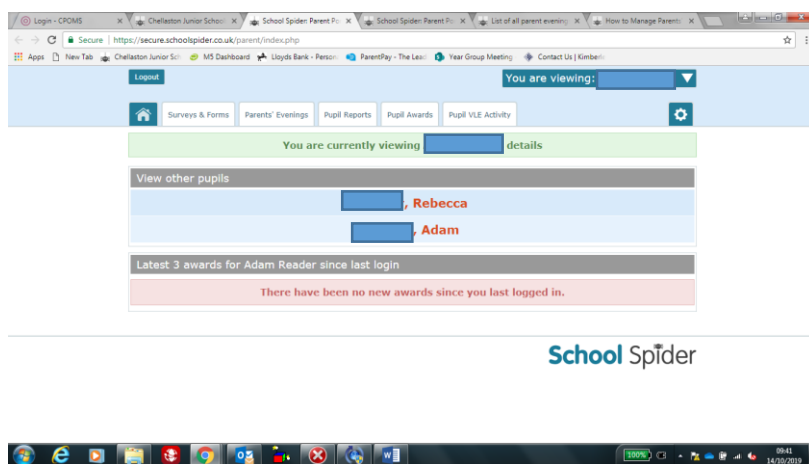 Login - CPOMS
Chellaston Junior School
School Spider: Parent Po
School Spider: Parent Po
List of all parent evening
How to Manage Parents'
Secure https://secure.schoolspider.co.uk/parent/index.php
Apps New Tab Chellaston Junior Sch MS Dashboard Lloyds Bank - Person ParentPay - The Lead Year Group Meeting Contact Us | Kimberl
Logout
You are viewing:
Surveys & Forms Parents' Evenings Pupil Reports Pupil Awards Pupil VLE Activity
You are currently viewing details
View other pupils
, Rebecca
, Adam
Latest 3 awards for Adam Reader since last login
There have been no new awards since you last logged in.
School Spider
100%
09:41
14/10/2019